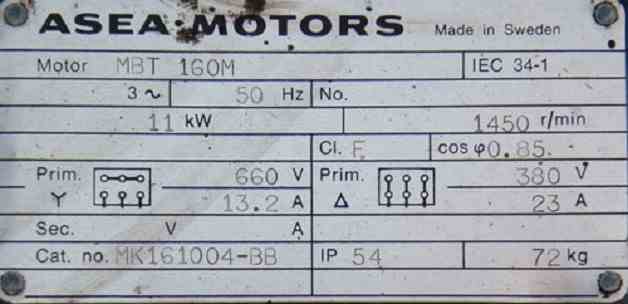 ASEA MOTORS Made in Sweden
Motor MBT 160M IEC 34-1
3 ~ 50 Hz No.
11 kW 1450 r/min
Cl. F cos φ 0.85
Prim. 660 V Prim. 380 V
Y 13.2 A Δ 23 A
Sec. V A
Cat. no. MK161004-BB IP 54 72 kg